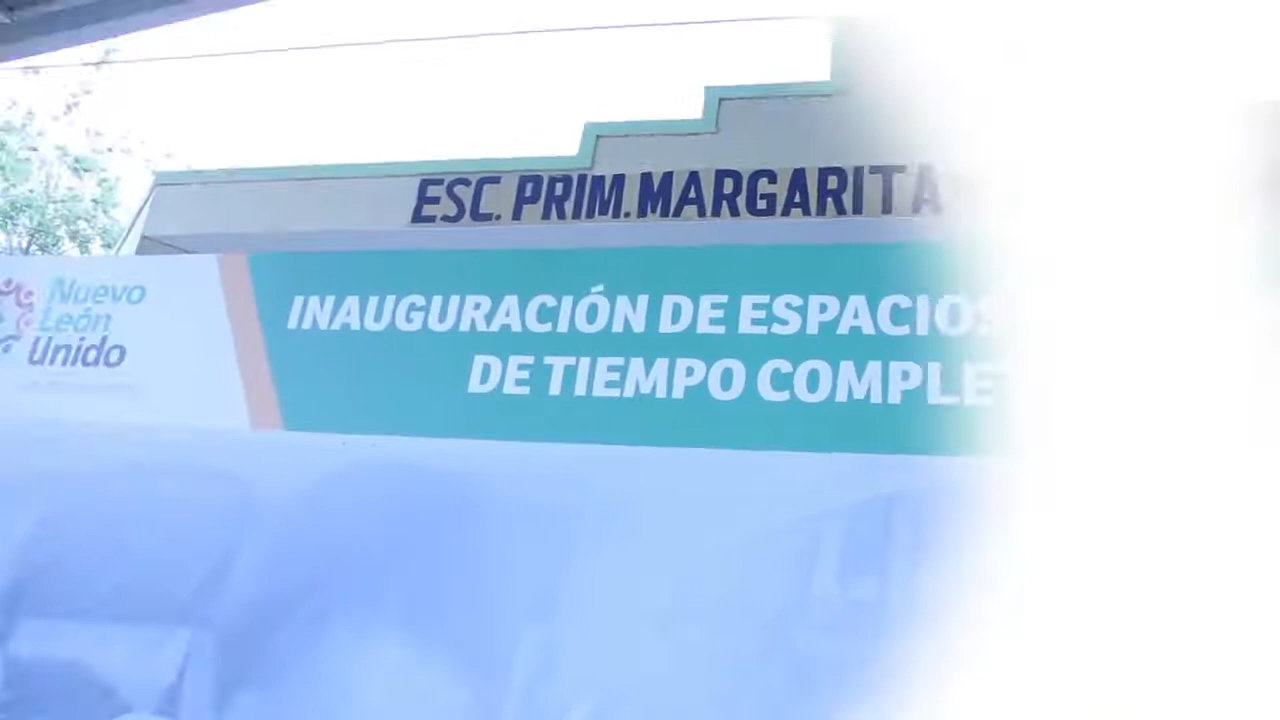 ESC. PRIM. MARGARITA
Nuevo
León
Unido
INAUGURACIÓN DE ESPACIOS
DE TIEMPO COMPLE